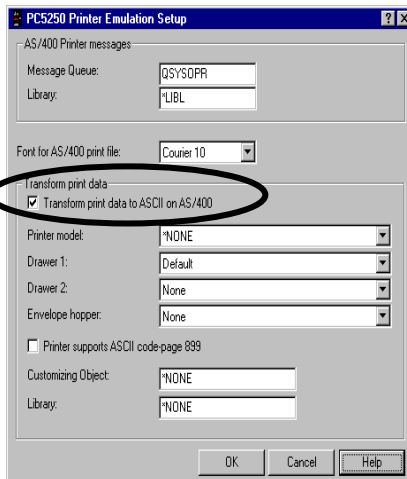 PC5250 Printer Emulation Setup
AS/400 Printer messages
Message Queue: QSYSOPR
Library: *LIBL
Font for AS/400 print file: Courier 10
Transform print data
Transform print data to ASCII on AS/400
Printer model: *NONE
Drawer 1: Default
Drawer 2: None
Envelope hopper: None
Printer supports ASCII code-page 899
Customizing Object: *NONE
Library: *NONE
OK Cancel Help